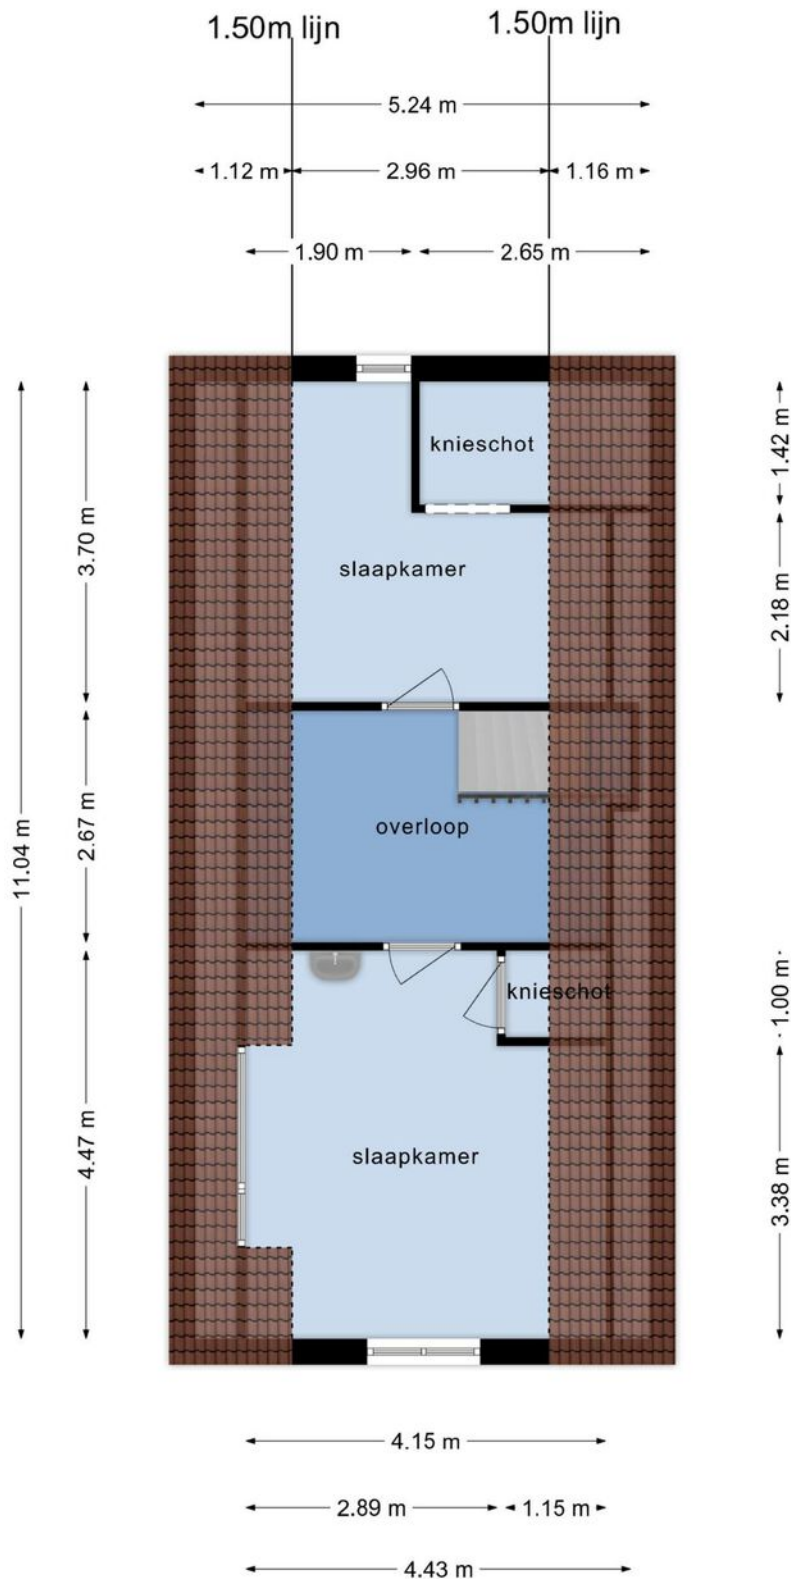 1.50m lijn
1.50m lijn
5.24 m
1.12 m
2.96 m
1.16 m
1.90 m
2.65 m
knieschot
1.42 m
3.70 m
slaapkamer
2.18 m
2.67 m
overloop
11.04 m
knieschot
1.00 m
4.47 m
slaapkamer
3.38 m
4.15 m
2.89 m
1.15 m
4.43 m